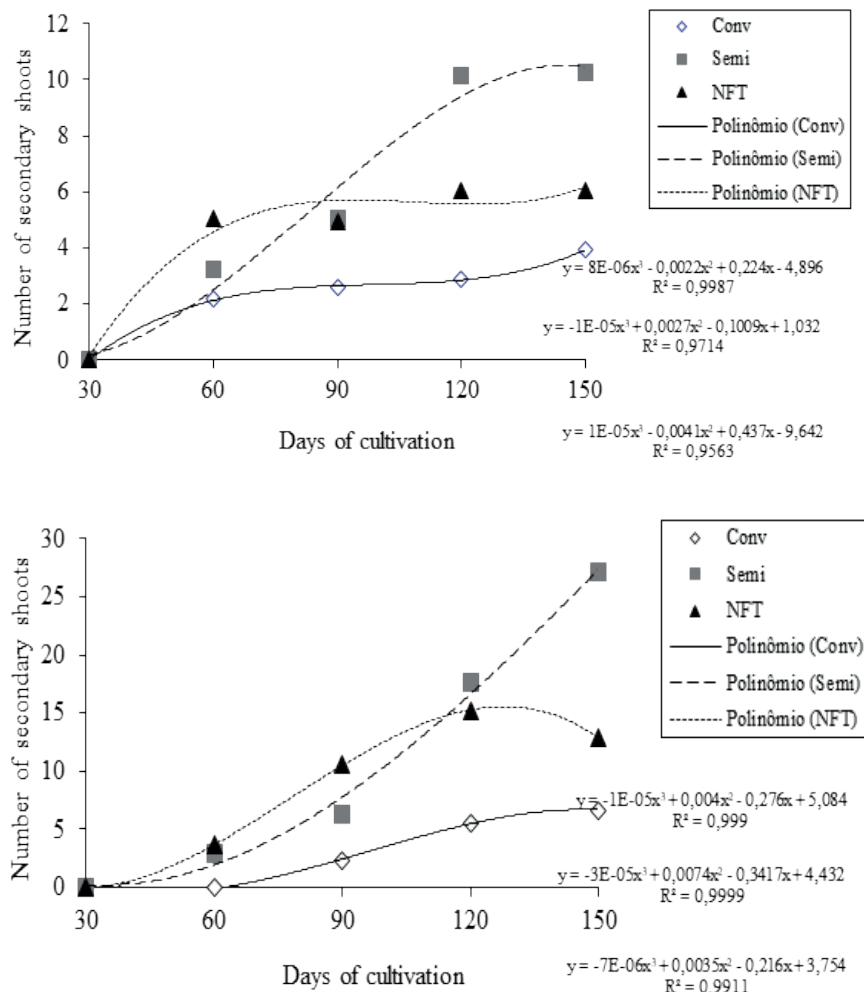 Number of secondary shoots
12
10
8
6
4
2
0
30
60
90
120
150
Days of cultivation
Conv
Semi
NFT
Polinômio (Conv)
Polinômio (Semi)
Polinômio (NFT)
y = 8E-06x³ - 0,0022x² + 0,224x - 4,896
R² = 0,9987
y = -1E-05x³ + 0,0027x² - 0,1009x + 1,032
R² = 0,9714
y = 1E-05x³ - 0,0041x² + 0,437x - 9,642
R² = 0,9563
Number of secondary shoots
30
25
20
15
10
5
0
30
60
90
120
150
Days of cultivation
Conv
Semi
NFT
Polinômio (Conv)
Polinômio (Semi)
Polinômio (NFT)
y = -1E-05x³ + 0,004x² - 0,276x + 5,084
R² = 0,999
y = -3E-05x³ + 0,0074x² - 0,3417x + 4,432
R² = 0,9999
y = -7E-06x³ + 0,0035x² - 0,216x + 3,754
R² = 0,9911